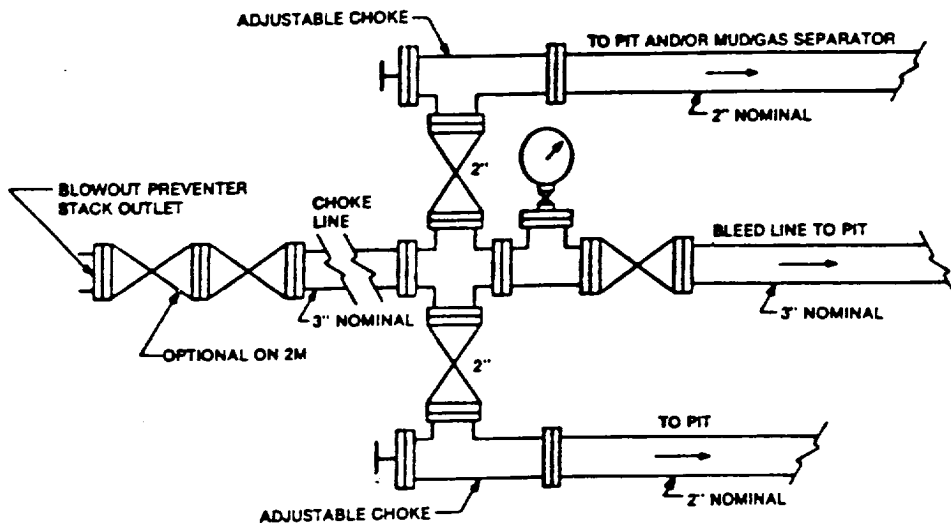 ADJUSTABLE CHOKE
TO PIT AND/OR MUD/GAS SEPARATOR
2" NOMINAL
2"
BLOWOUT PREVENTER
STACK OUTLET
CHOKE
LINE
BLEED LINE TO PIT
3" NOMINAL
3" NOMINAL
OPTIONAL ON 2M
2"
TO PIT
2" NOMINAL
ADJUSTABLE CHOKE